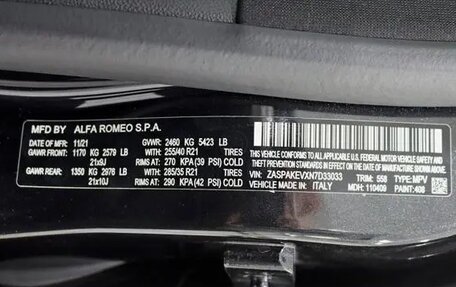 MFD BY ALFA ROMEO S.P.A.
DATE OF MFR: 11/21 GVWR: 2460 KG 5423 LB
GAWR FRONT: 1170 KG 2579 LB TIRES 255/40 R21
21x9J RIMS AT: 270 KPA (39 PSI) COLD
GAWR REAR: 1350 KG 2976 LB TIRES 285/35 R21
21x10J RIMS AT: 290 KPA (42 PSI) COLD
THIS VEHICLE CONFORMS TO ALL APPLICABLE
U.S.A. FEDERAL MOTOR VEHICLE SAFETY, BUMPER,
AND THEFT PREVENTION STANDARDS IN EFFECT ON
THE DATE OF MANUFACTURE SHOWN ABOVE.
VIN: ZASPAKEVXN7D33033 TYPE: MPV
VEHICLE MADE IN: ITALY TRIM: 558 PAINT: 408
MDH: 110409